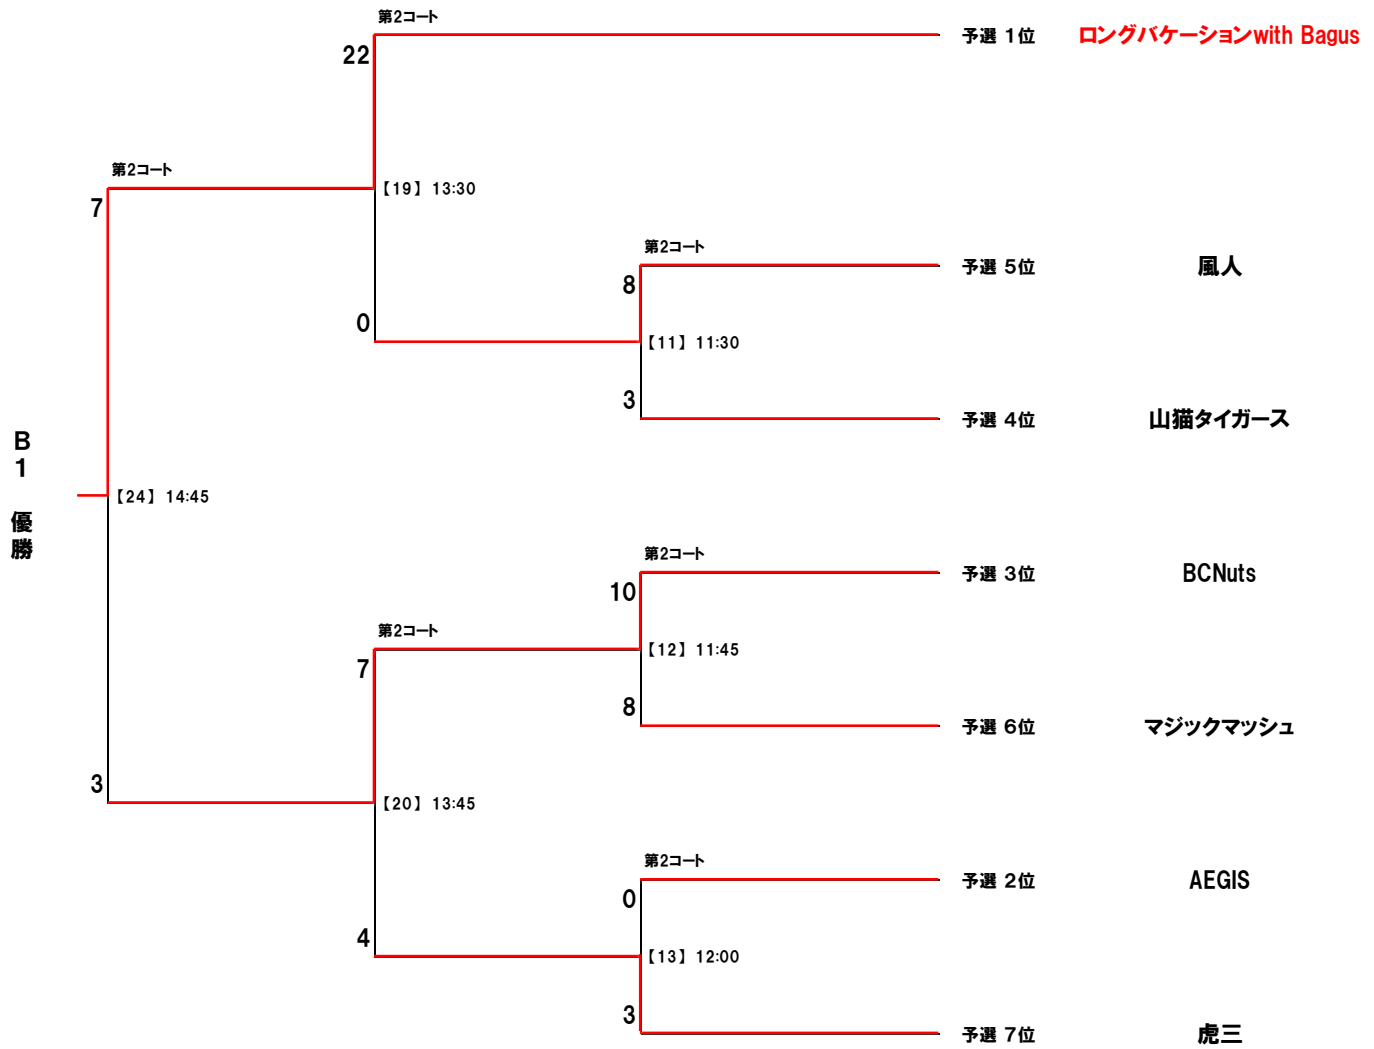 第2コート
22
予選 1位 ロングバケーションwith Bagus
第2コート
7
【19】 13:30
第2コート
8
予選 5位 風人
0
【11】 11:30
3
予選 4位 山猫タイガース
B1 優勝
【24】 14:45
第2コート
10
予選 3位 BCNuts
第2コート
7
【12】 11:45
8
予選 6位 マジックマッシュ
3
【20】 13:45
第2コート
0
予選 2位 AEGIS
4
【13】 12:00
3
予選 7位 虎三